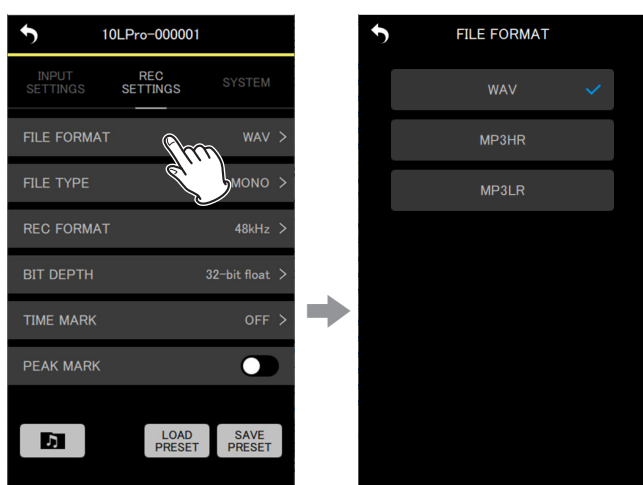 10LPro-000001
INPUT
SETTINGS
REC
SETTINGS
SYSTEM
FILE FORMAT WAV >
FILE TYPE MONO >
REC FORMAT 48kHz >
BIT DEPTH 32-bit float >
TIME MARK OFF >
PEAK MARK
LOAD
PRESET
SAVE
PRESET
FILE FORMAT
WAV
MP3HR
MP3LR